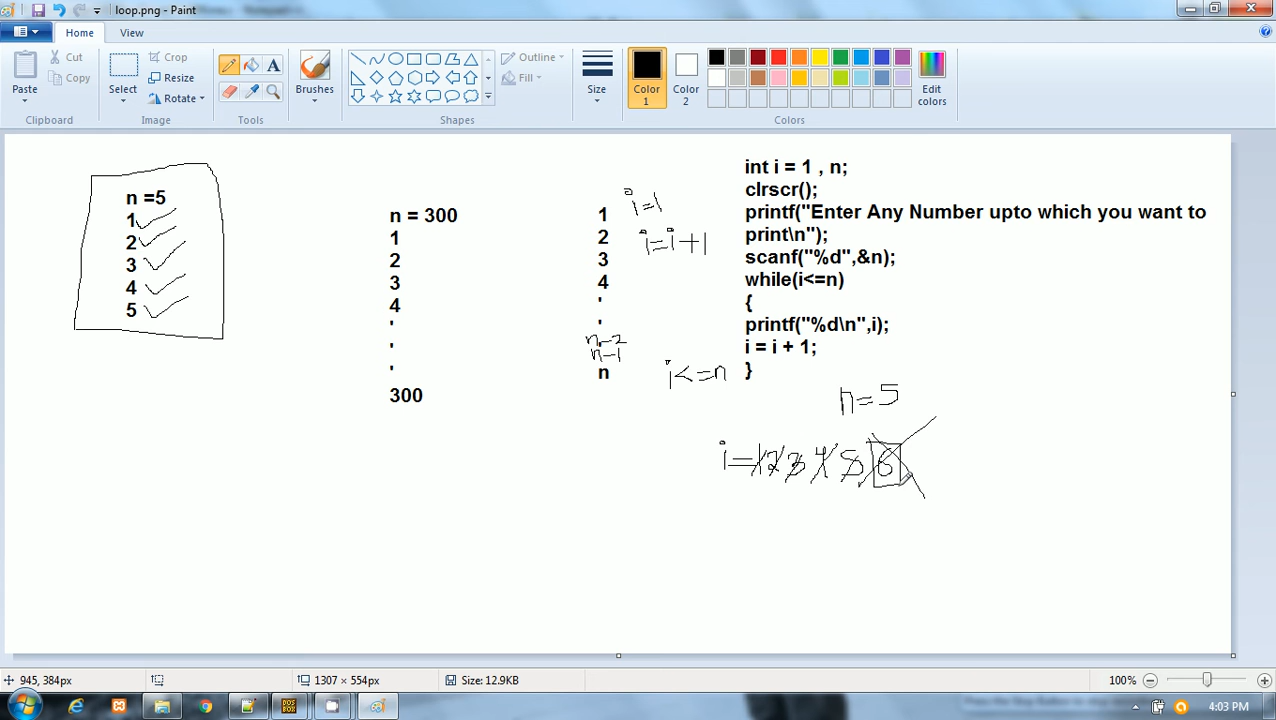 loop.png - Paint
Home
View
Paste
Cut
Copy
Clipboard
Select
Crop
Resize
Rotate
Image
Tools
Brushes
Outline
Fill
Shapes
Size
Color 1
Color 2
Edit colors
Colors
n =5
1
2
3
4
5
n = 300
1
2
3
4
'
'
'
300
1
2
3
4
'
'
n-2
n-1
n
i=1
i=i+1
i<=n
int i = 1 , n;
clrscr();
printf("Enter Any Number upto which you want to
print\n");
scanf("%d",&n);
while(i<=n)
{
printf("%d\n",i);
i = i + 1;
}
n=5
i=1 2 3 4 5 6
945, 384px
1307 × 554px
Size: 12.9KB
100%
DOS BOX
4:03 PM